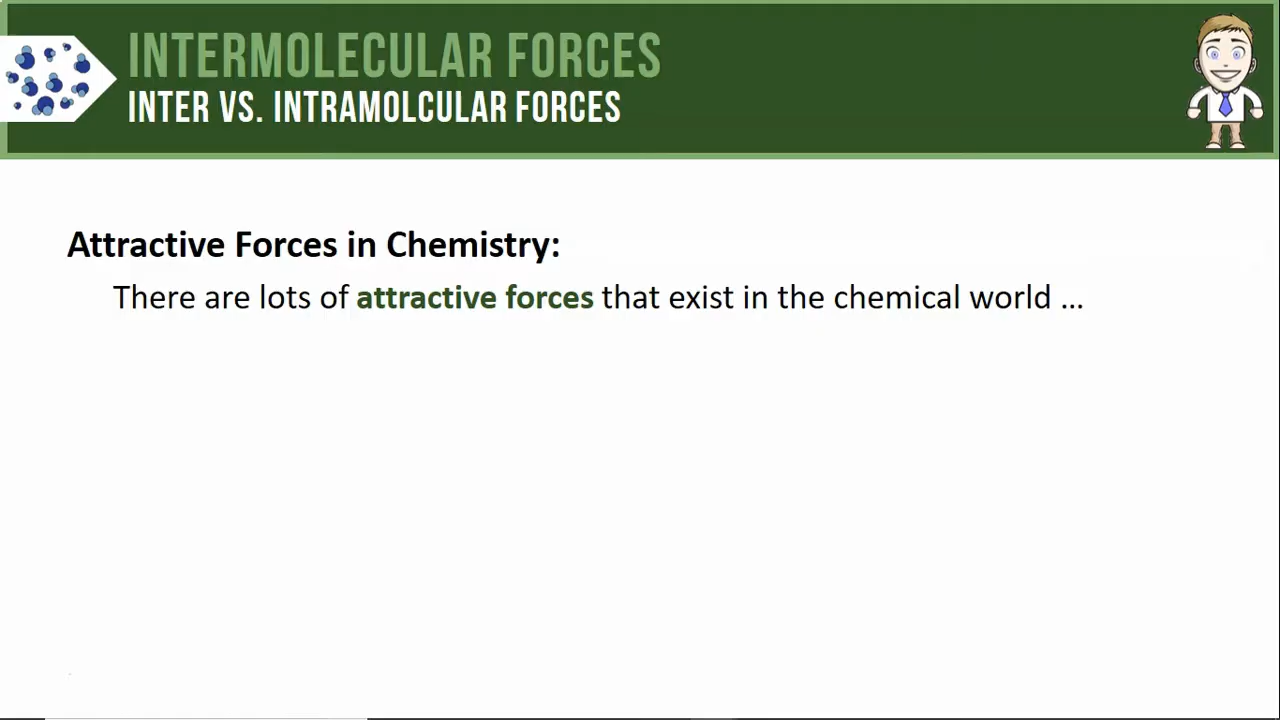 INTERMOLECULAR FORCES
INTER VS. INTRAMOLCULAR FORCES
Attractive Forces in Chemistry:
There are lots of attractive forces that exist in the chemical world ...